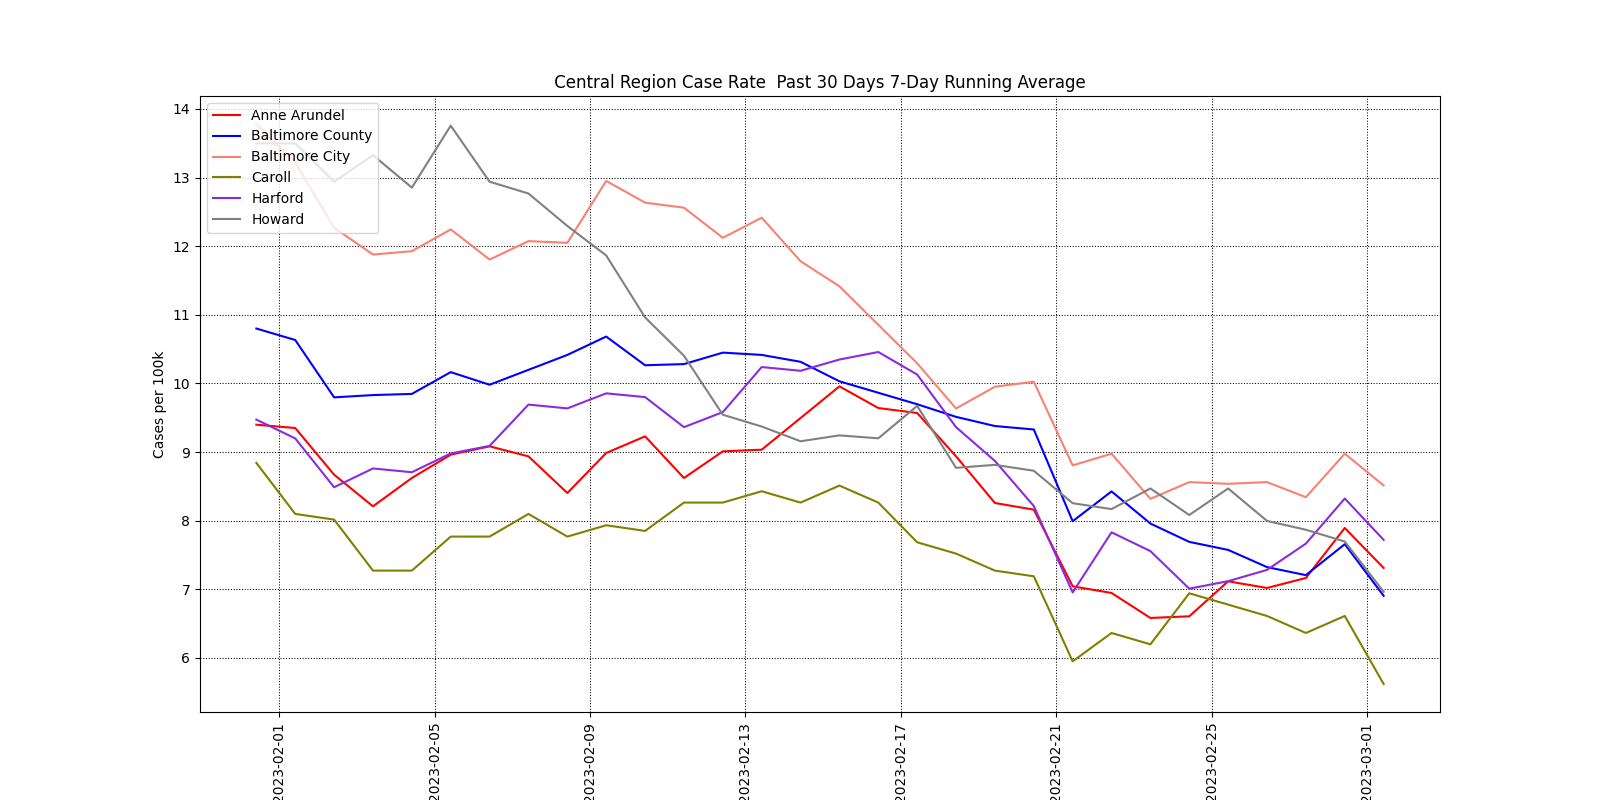 Central Region Case Rate  Past 30 Days 7-Day Running Average
Cases per 100k
14
13
12
11
10
9
8
7
6
Anne Arundel
Baltimore County
Baltimore City
Caroll
Harford
Howard
2023-02-01
2023-02-05
2023-02-09
2023-02-13
2023-02-17
2023-02-21
2023-02-25
2023-03-01